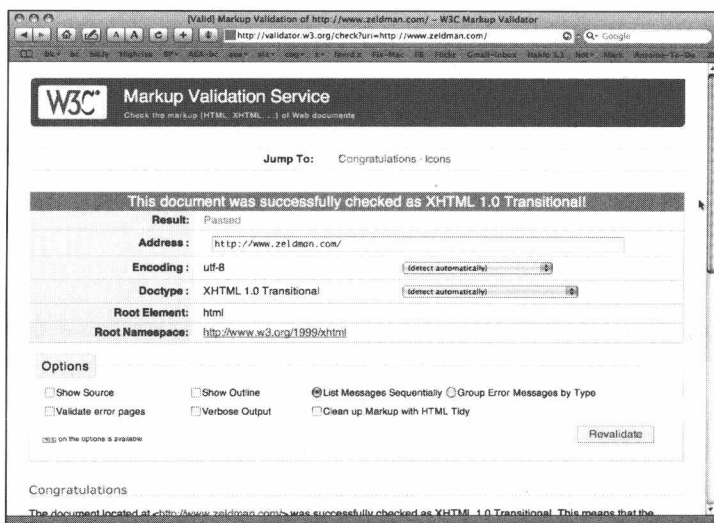 [Valid] Markup Validation of http://www.zeldman.com/ – W3C Markup Validator
A A C + http://validator.w3.org/check?uri=http://www.zeldman.com/ Q- Google
W3C Markup Validation Service
Check the markup (HTML, XHTML, ...) of Web documents
Jump To: Congratulations · Icons
This document was successfully checked as XHTML 1.0 Transitional!
Result: Passed
Address : http://www.zeldman.com/
Encoding : utf-8 (detect automatically)
Doctype : XHTML 1.0 Transitional (detect automatically)
Root Element: html
Root Namespace: http://www.w3.org/1999/xhtml
Options
Show Source Show Outline List Messages Sequentially Group Error Messages by Type
Validate error pages Verbose Output Clean up Markup with HTML Tidy
on the options is available. Revalidate
Congratulations
The document located at <http://www.zeldman.com/> was successfully checked as XHTML 1.0 Transitional. This means that the